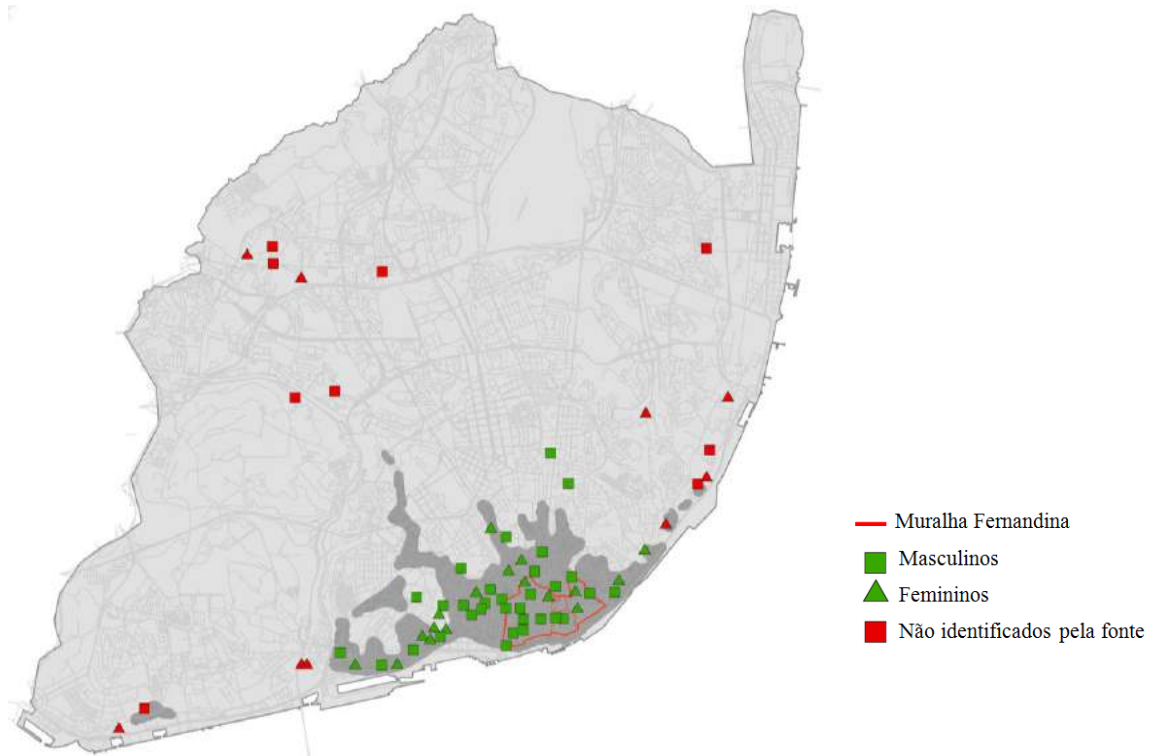 Muralha Fernandina
Masculinos
Femininos
Não identificados pela fonte